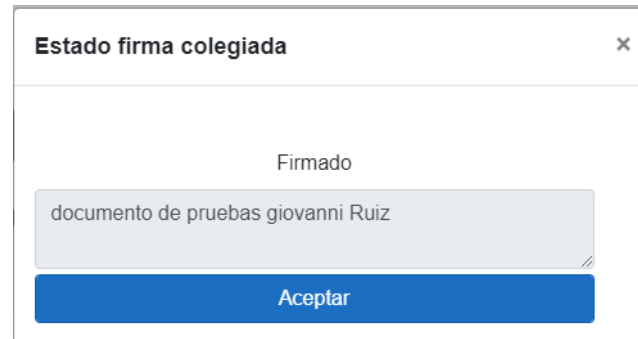 Estado firma colegiada ×
Firmado
documento de pruebas giovanni Ruiz
Aceptar